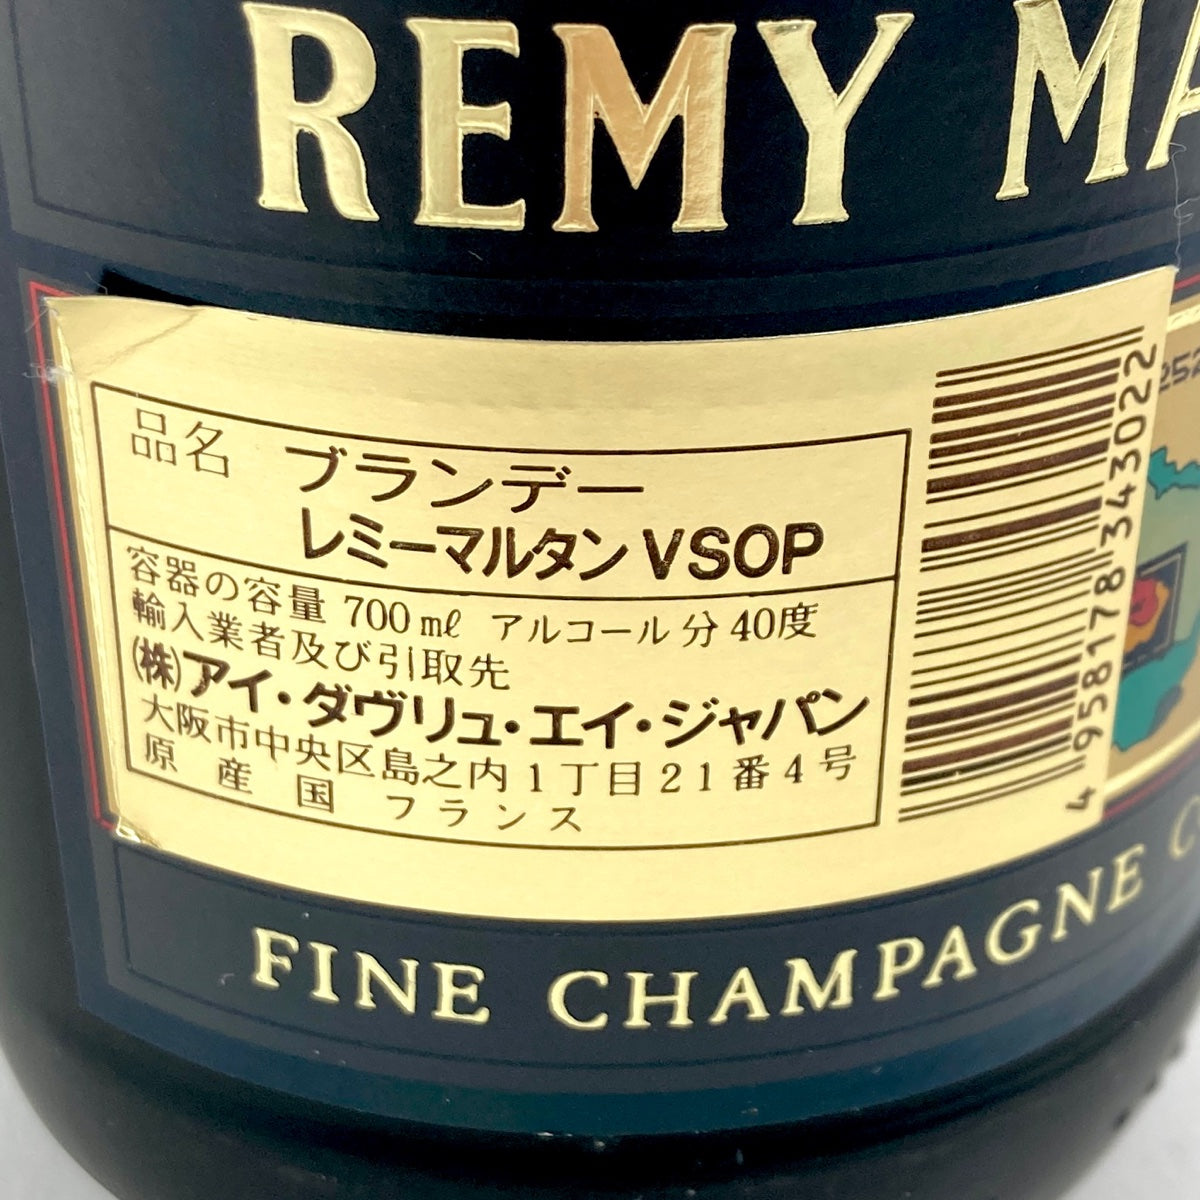 REMY MA
252
品名 ブランデー
レミーマルタン VSOP
容器の容量 700㎖ アルコール分 40度
輸入業者及び引取先
(株)アイ・ダヴリュ・エイ・ジャパン
大阪市中央区島之内1丁目21番4号
原産国 フランス
4958178343022
FINE CHAMPAGNE C